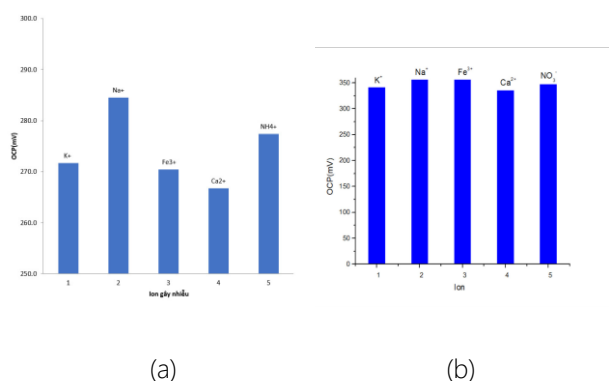 300.0
290.0
280.0
270.0
260.0
250.0
OCP(mV)
K+
Na+
Fe3+
Ca2+
NH4+
1 2 3 4 5
Ion gây nhiễu
(a)
350
300
250
200
150
100
50
0
OCP(mV)
K⁺
Na⁺
Fe³⁺
Ca²⁺
NO₃⁻
1 2 3 4 5
Ion
(b)